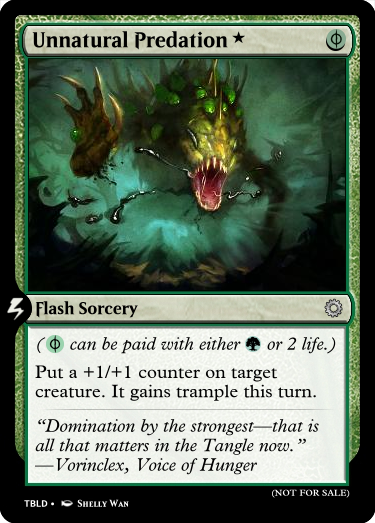 Unnatural Predation ★
Flash Sorcery
( can be paid with either or 2 life.)
Put a +1/+1 counter on target
creature. It gains trample this turn.
“Domination by the strongest—that is
all that matters in the Tangle now.”
—Vorinclex, Voice of Hunger
TBLD • Shelly Wan
(NOT FOR SALE)